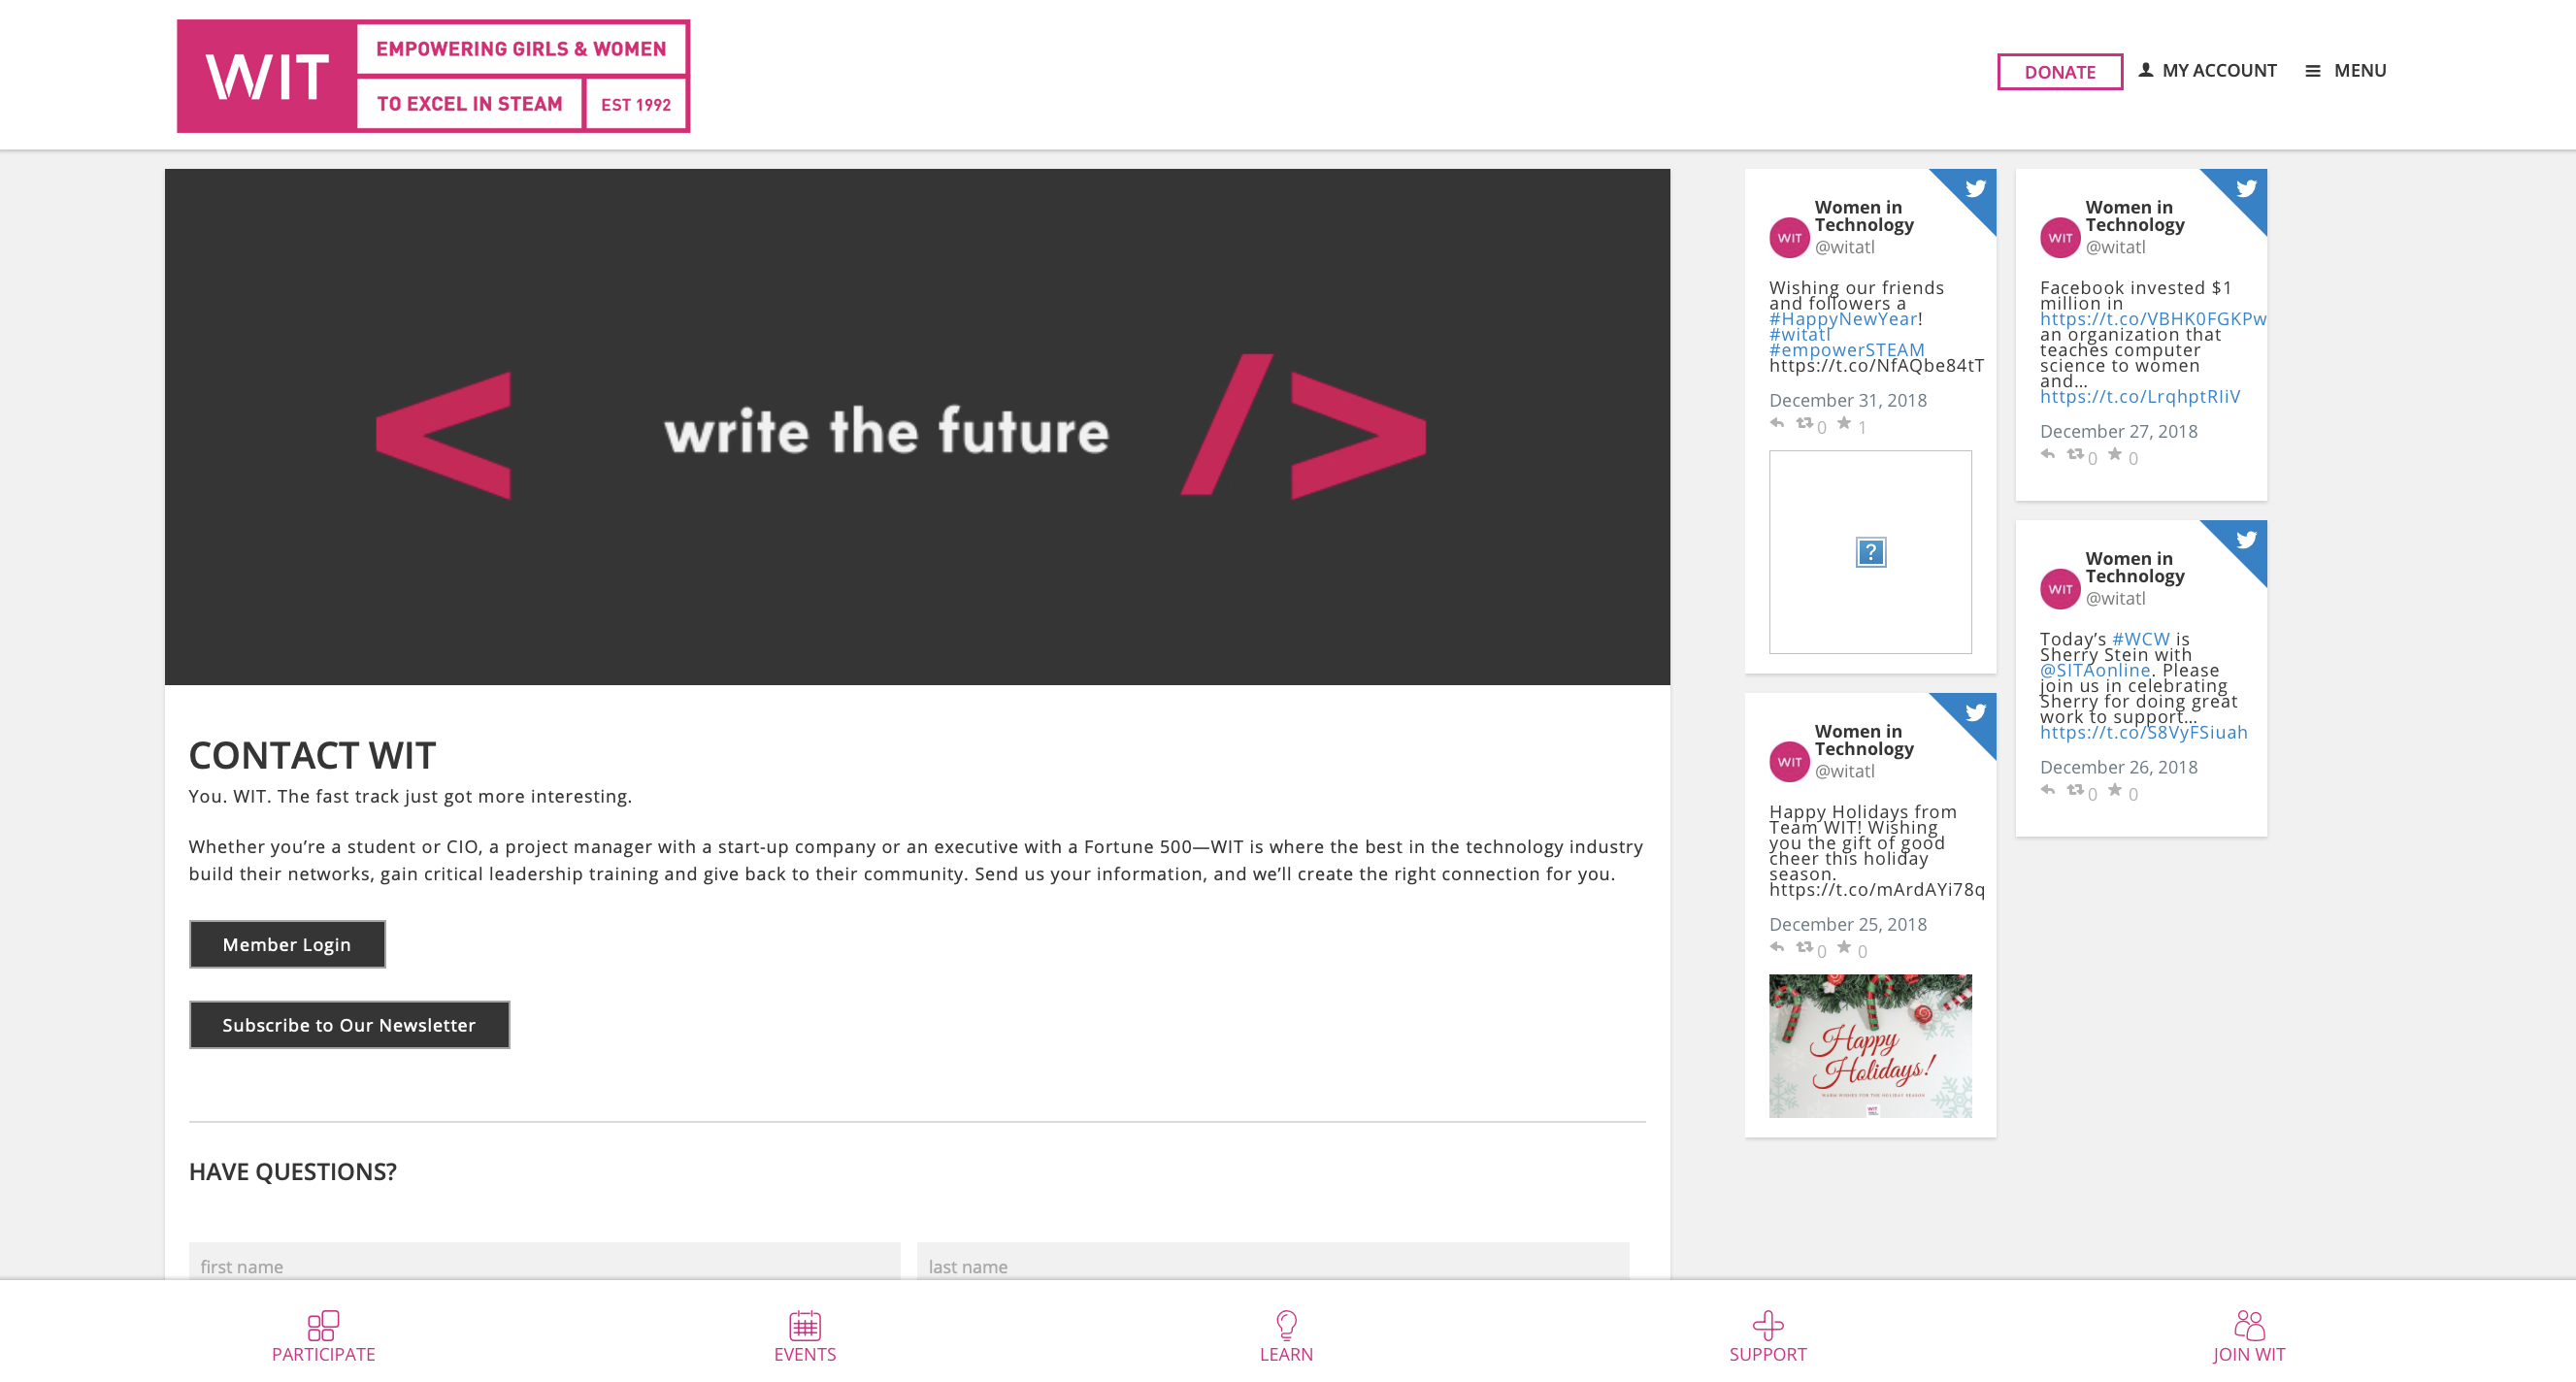 WIT
EMPOWERING GIRLS & WOMEN
TO EXCEL IN STEAM
EST 1992
DONATE
MY ACCOUNT
MENU
< write the future />
CONTACT WIT
You. WIT. The fast track just got more interesting.
Whether you’re a student or CIO, a project manager with a start-up company or an executive with a Fortune 500—WIT is where the best in the technology industry
build their networks, gain critical leadership training and give back to their community. Send us your information, and we’ll create the right connection for you.
Member Login
Subscribe to Our Newsletter
HAVE QUESTIONS?
first name
last name
WIT
Women in
Technology
@witatl
Wishing our friends
and followers a
#HappyNewYear!
#witatl
#empowerSTEAM
https://t.co/NfAQbe84tT
December 31, 2018
0 1
?
WIT
Women in
Technology
@witatl
Happy Holidays from
Team WIT! Wishing
you the gift of good
cheer this holiday
season.
https://t.co/mArdAYi78q
December 25, 2018
0 0
Happy
Holidays!
WARM WISHES FOR THE HOLIDAY SEASON
WIT
WIT
Women in
Technology
@witatl
Facebook invested $1
million in
https://t.co/VBHK0FGKPw
an organization that
teaches computer
science to women
and…
https://t.co/LrqhptRIiV
December 27, 2018
0 0
WIT
Women in
Technology
@witatl
Today’s #WCW is
Sherry Stein with
@SITAonline. Please
join us in celebrating
Sherry for doing great
work to support…
https://t.co/S8VyFSiuah
December 26, 2018
0 0
PARTICIPATE
EVENTS
LEARN
SUPPORT
JOIN WIT